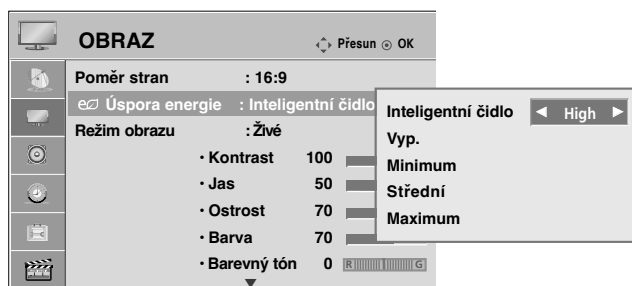 OBRAZ
Přesun OK
Poměr stran : 16:9
Úspora energie : Inteligentní čidlo
Režim obrazu : Živé
• Kontrast 100
• Jas 50
• Ostrost 70
• Barva 70
• Barevný tón 0 R G
Inteligentní čidlo ◄ High ►
Vyp.
Minimum
Střední
Maximum